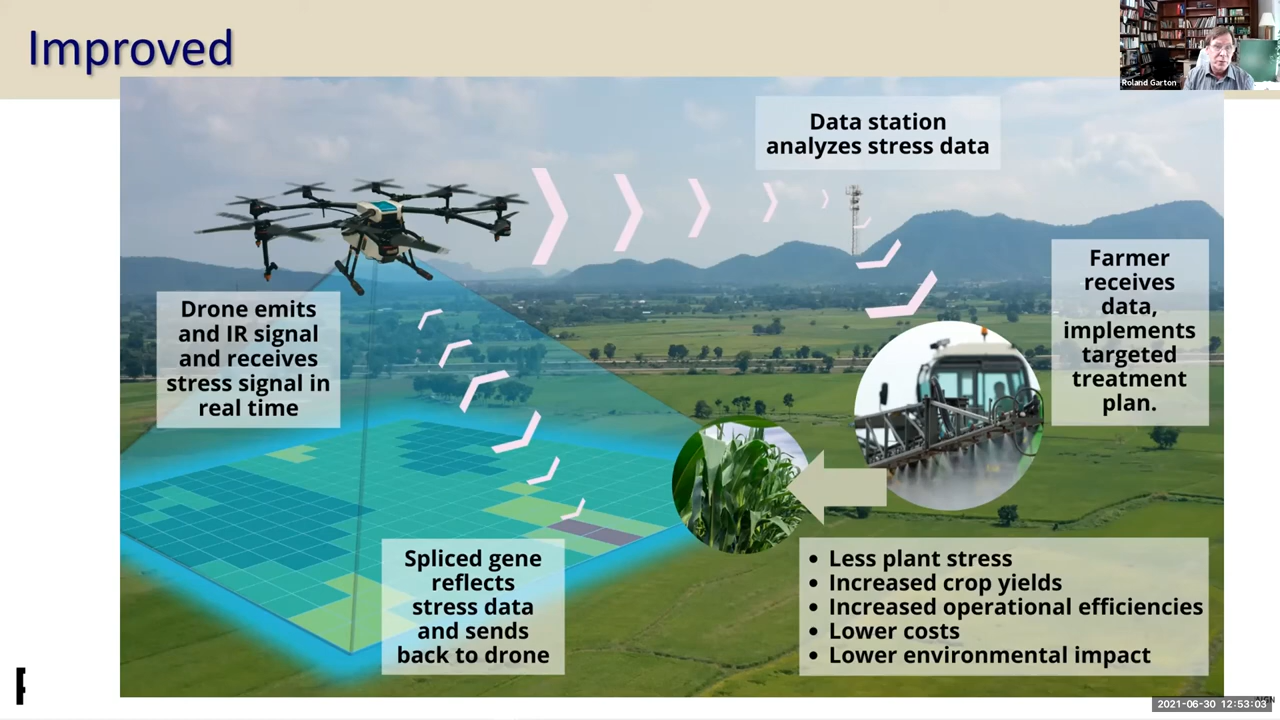 Improved
Roland Garton
Data station
analyzes stress data
Drone emits
and IR signal
and receives
stress signal in
real time
Farmer
receives
data,
implements
targeted
treatment
plan.
Spliced gene
reflects
stress data
and sends
back to drone
• Less plant stress
• Increased crop yields
• Increased operational efficiencies
• Lower costs
• Lower environmental impact
2021-06-30 12:53:03